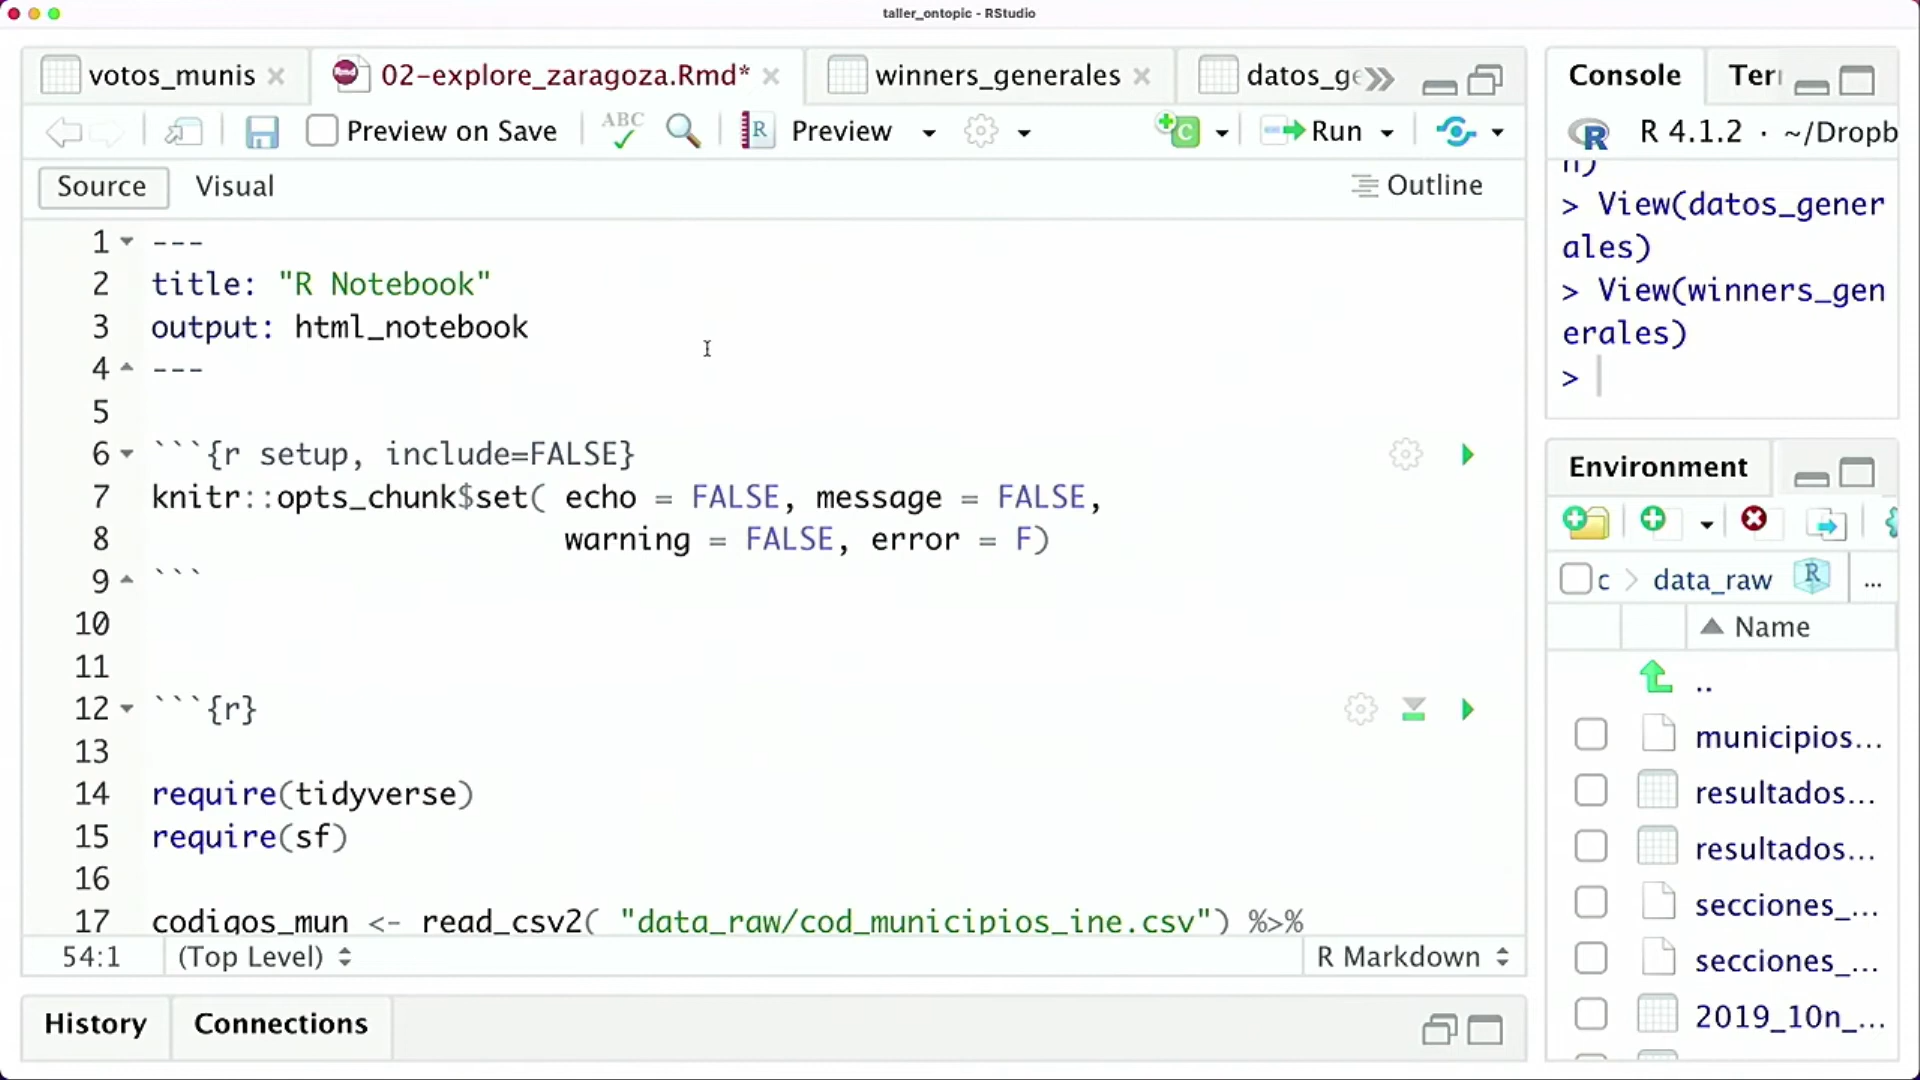 taller_ontopic - RStudio
votos_munis
02-explore_zaragoza.Rmd*
winners_generales
datos_ge
Preview on Save
ABC
Preview
Run
Source
Visual
Outline
1 ---
2 title: "R Notebook"
3 output: html_notebook
4 ---
5
6 ```{r setup, include=FALSE}
7 knitr::opts_chunk$set( echo = FALSE, message = FALSE,
8 warning = FALSE, error = F)
9 ```
10
11
12 ```{r}
13
14 require(tidyverse)
15 require(sf)
16
17 codigos_mun <- read_csv2( "data_raw/cod_municipios_ine.csv") %>%
54:1
(Top Level)
R Markdown
History
Connections
Console
Ter
R 4.1.2 · ~/Dropb
> View(datos_gener
ales)
> View(winners_gen
erales)
>
Environment
c
data_raw
...
Name
..
municipios...
resultados...
resultados...
secciones_...
secciones_...
2019_10n_...